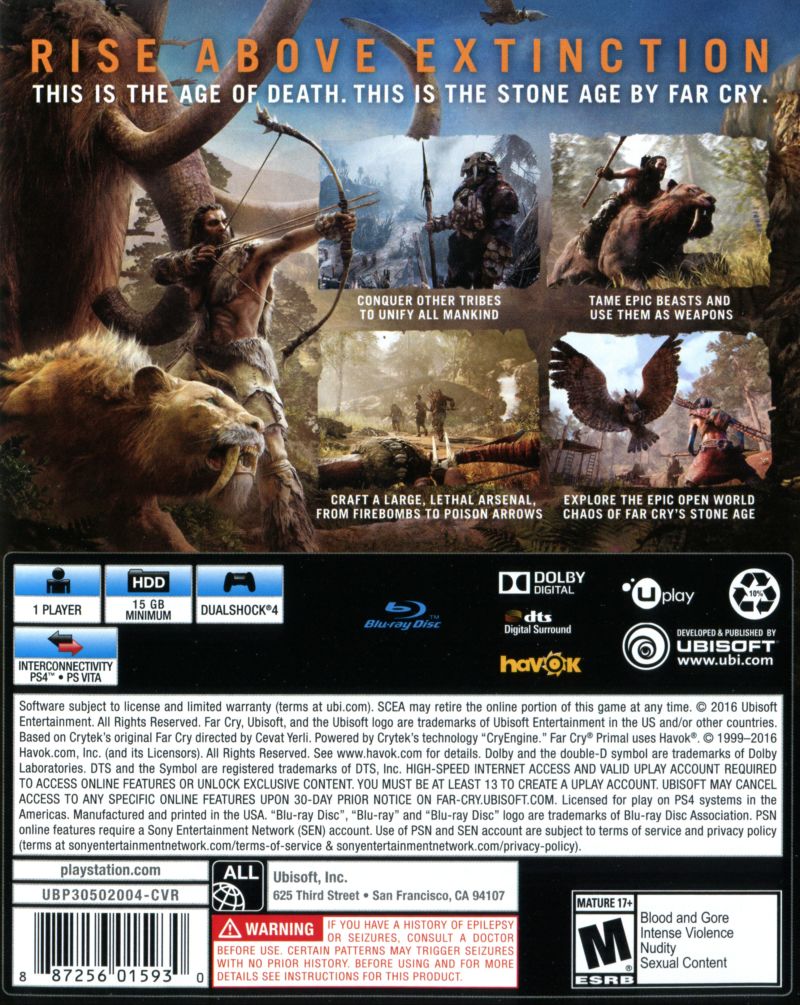 RISE ABOVE EXTINCTION
THIS IS THE AGE OF DEATH. THIS IS THE STONE AGE BY FAR CRY.
CONQUER OTHER TRIBES
TO UNIFY ALL MANKIND
TAME EPIC BEASTS AND
USE THEM AS WEAPONS
CRAFT A LARGE, LETHAL ARSENAL,
FROM FIREBOMBS TO POISON ARROWS
EXPLORE THE EPIC OPEN WORLD
CHAOS OF FAR CRY'S STONE AGE
1 PLAYER
HDD
15 GB
MINIMUM
DUALSHOCK®4
INTERCONNECTIVITY
PS4™ • PS VITA
Blu-ray Disc™
DOLBY
DIGITAL
dts
Digital Surround
havok
Uplay
10%
DEVELOPED & PUBLISHED BY
UBISOFT®
www.ubi.com
Software subject to license and limited warranty (terms at ubi.com). SCEA may retire the online portion of this game at any time. © 2016 Ubisoft
Entertainment. All Rights Reserved. Far Cry, Ubisoft, and the Ubisoft logo are trademarks of Ubisoft Entertainment in the US and/or other countries.
Based on Crytek's original Far Cry directed by Cevat Yerli. Powered by Crytek's technology “CryEngine.” Far Cry® Primal uses Havok®. © 1999–2016
Havok.com, Inc. (and its Licensors). All Rights Reserved. See www.havok.com for details. Dolby and the double-D symbol are trademarks of Dolby
Laboratories. DTS and the Symbol are registered trademarks of DTS, Inc. HIGH-SPEED INTERNET ACCESS AND VALID UPLAY ACCOUNT REQUIRED
TO ACCESS ONLINE FEATURES OR UNLOCK EXCLUSIVE CONTENT. YOU MUST BE AT LEAST 13 TO CREATE A UPLAY ACCOUNT. UBISOFT MAY CANCEL
ACCESS TO ANY SPECIFIC ONLINE FEATURES UPON 30-DAY PRIOR NOTICE ON FAR-CRY.UBISOFT.COM. Licensed for play on PS4 systems in the
Americas. Manufactured and printed in the USA. “Blu-ray Disc”, “Blu-ray” and “Blu-ray Disc” logo are trademarks of Blu-ray Disc Association. PSN
online features require a Sony Entertainment Network (SEN) account. Use of PSN and SEN account are subject to terms of service and privacy policy
(terms at sonyentertainmentnetwork.com/terms-of-service & sonyentertainmentnetwork.com/privacy-policy).
playstation.com
UBP30502004-CVR
8 87256 01593 0
ALL
Ubisoft, Inc.
625 Third Street • San Francisco, CA 94107
WARNING IF YOU HAVE A HISTORY OF EPILEPSY
OR SEIZURES, CONSULT A DOCTOR
BEFORE USE. CERTAIN PATTERNS MAY TRIGGER SEIZURES
WITH NO PRIOR HISTORY. BEFORE USING AND FOR MORE
DETAILS SEE INSTRUCTIONS FOR THIS PRODUCT.
MATURE 17+
M®
ESRB
Blood and Gore
Intense Violence
Nudity
Sexual Content